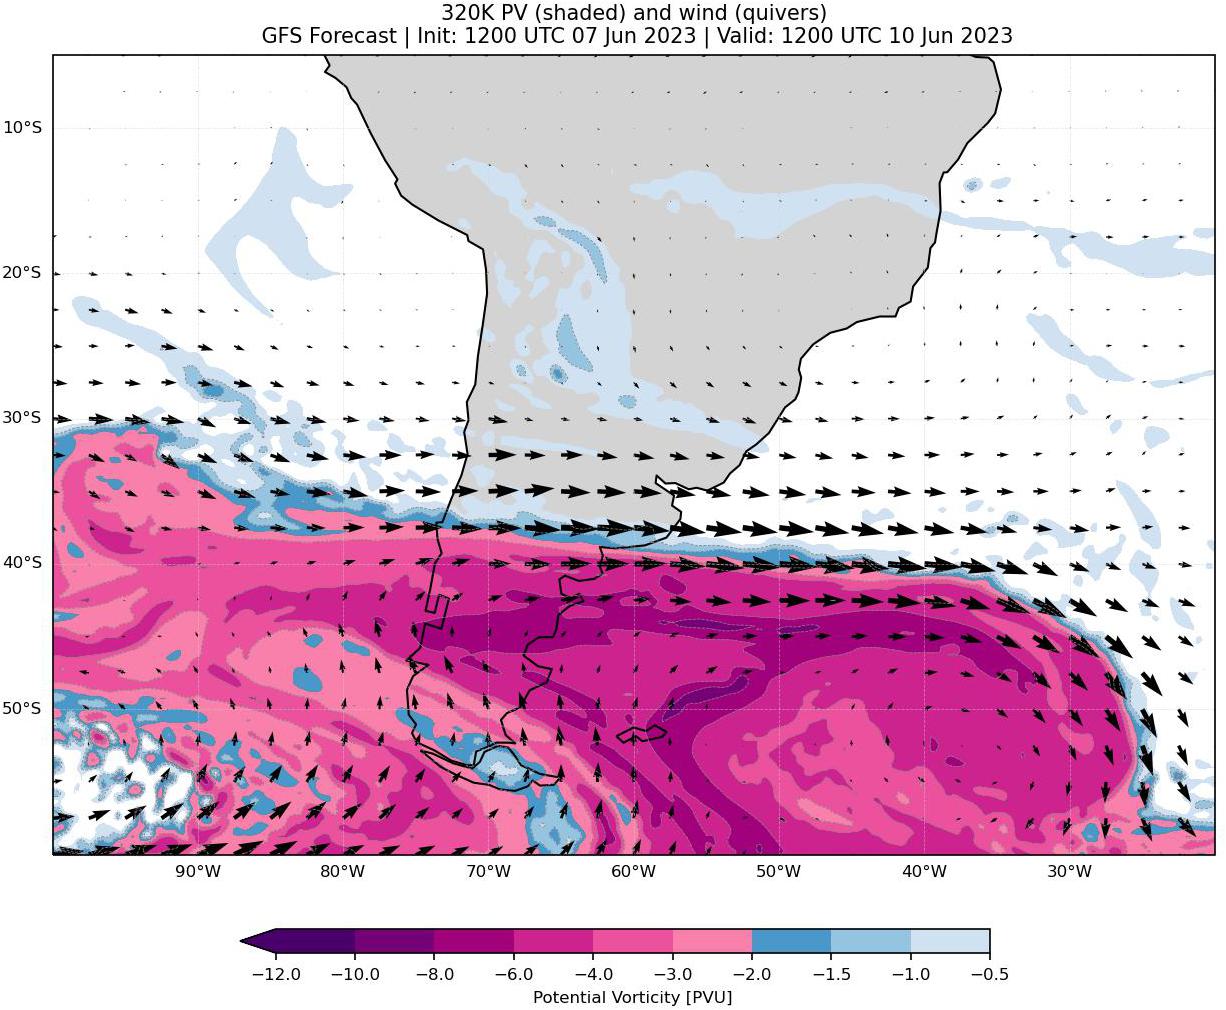 320K PV (shaded) and wind (quivers)
GFS Forecast | Init: 1200 UTC 07 Jun 2023 | Valid: 1200 UTC 10 Jun 2023
10°S
20°S
30°S
40°S
50°S
90°W 80°W 70°W 60°W 50°W 40°W 30°W
−12.0 −10.0 −8.0 −6.0 −4.0 −3.0 −2.0 −1.5 −1.0 −0.5
Potential Vorticity [PVU]